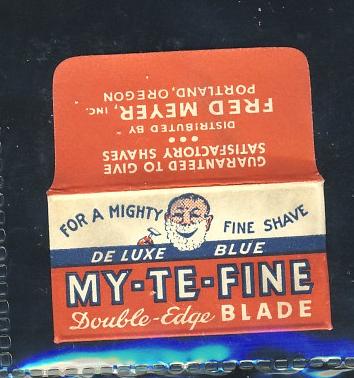 GUARANTEED TO GIVE
SATISFACTORY SHAVES
•••
DISTRIBUTED BY
FRED MEYER, INC.
PORTLAND, OREGON
FOR A MIGHTY FINE SHAVE
DE LUXE BLUE
MY-TE-FINE
Double-Edge BLADE